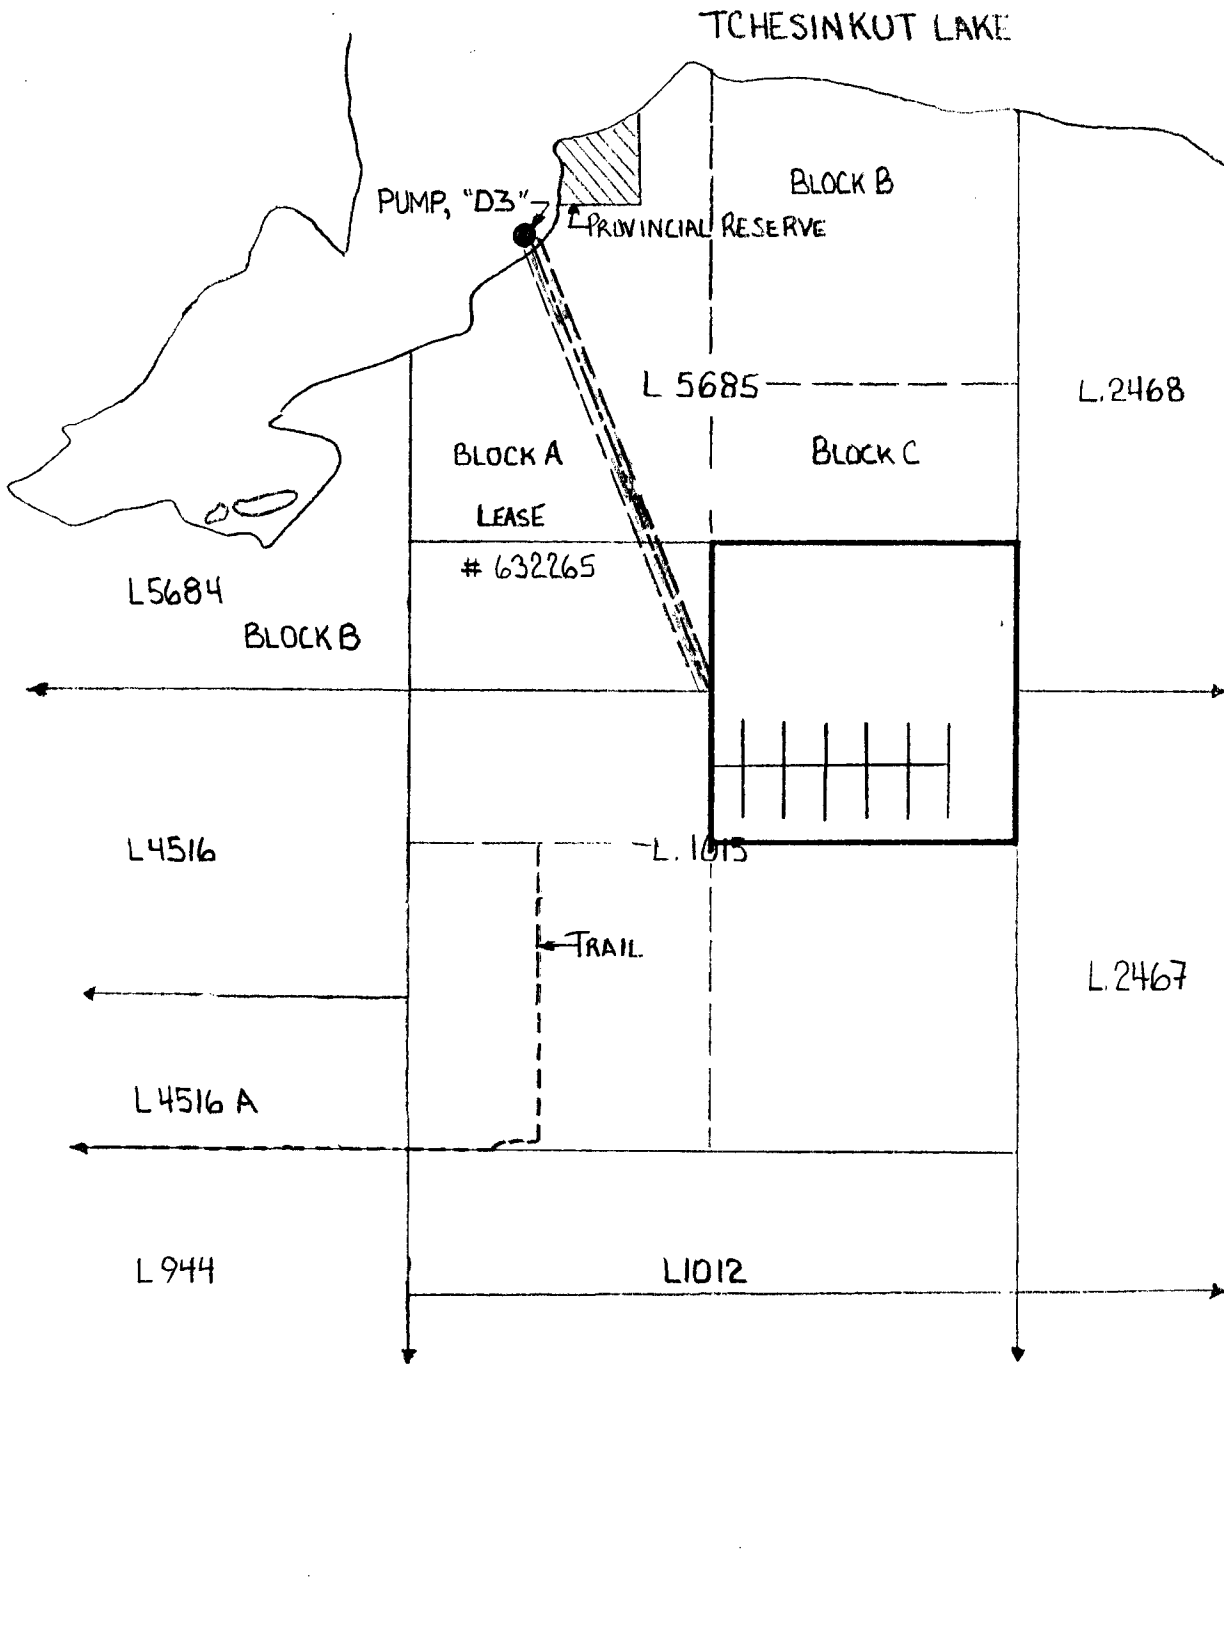 TCHESINKUT LAKE
BLOCK B
PUMP, "D3"
PROVINCIAL RESERVE
L 5685
L.2468
BLOCK A
BLOCK C
LEASE
# 632265
L5684
BLOCK B
L4516
L. 1015
TRAIL
L.2467
L4516 A
L944
L1012